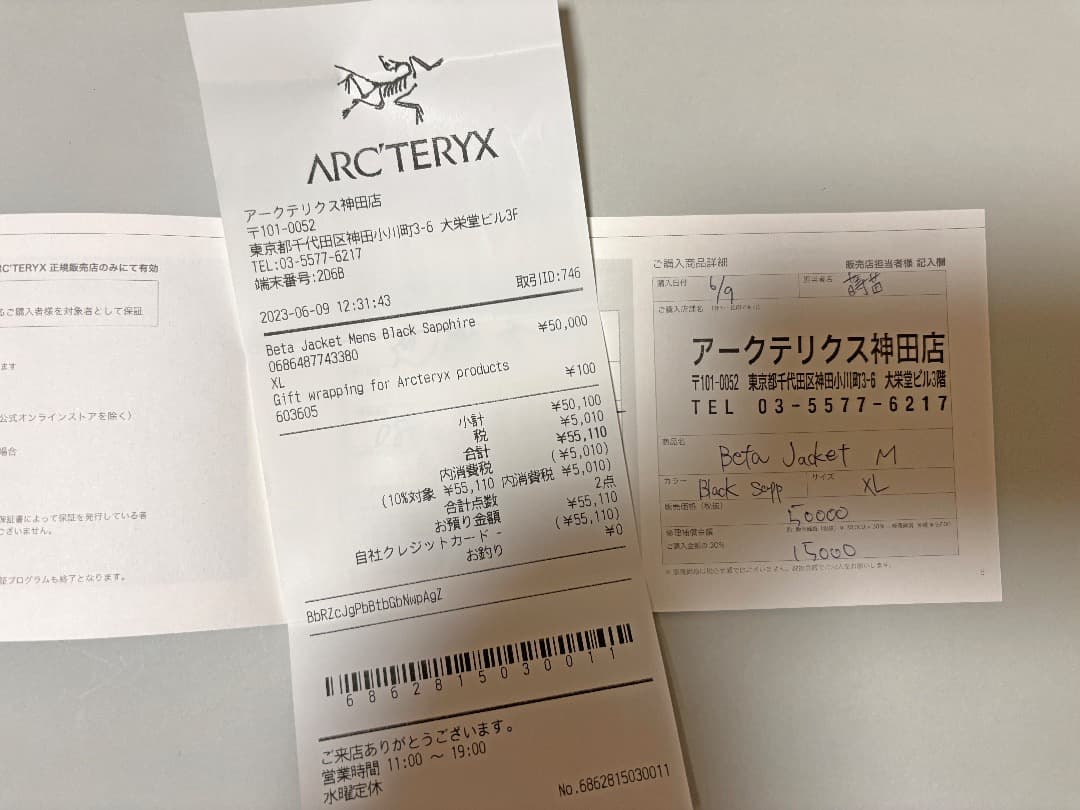 ARC'TERYX
アークテリクス神田店
〒101-0052
東京都千代田区神田小川町3-6 大栄堂ビル3F
TEL:03-5577-6217
端末番号:2D6B
2023-06-09 12:31:43 取引ID:746
Beta Jacket Mens Black Sapphire ¥50,000
0686487743380
XL
Gift wrapping for Arcteryx products ¥100
603605
小計 ¥50,100
税 ¥5,010
合計 ¥55,110
内消費税 (¥5,010)
(10%対象 ¥55,110 内消費税 ¥5,010)
合計点数 2点
お預り金額 ¥55,110
自社クレジットカード - (¥55,110)
お釣り ¥0
BbRZcJgPbBtbGbNwpAgZ
6862815030011
ご来店ありがとうございます。
営業時間 11:00 ～ 19:00
水曜定休
No.6862815030011
RC'TERYX 正規販売店のみにて有効
るご購入者様を対象者として保証
ます
公式オンラインストアを除く）
場合
保証書によって保証を発行している者
ございません。
証プログラムも終了となります。
ご購入商品詳細 販売店担当者様 記入欄
購入日付 6/9 担当者名
ご購入店課名
アークテリクス神田店
〒101-0052 東京都千代田区神田小川町3-6 大栄堂ビル3階
TEL 03-5577-6217
商品名 Beta Jacket M
カラー Black Sapp サイズ XL
販売価格（税抜） 50000
修理補償金額
ご購入金額の30% 15000